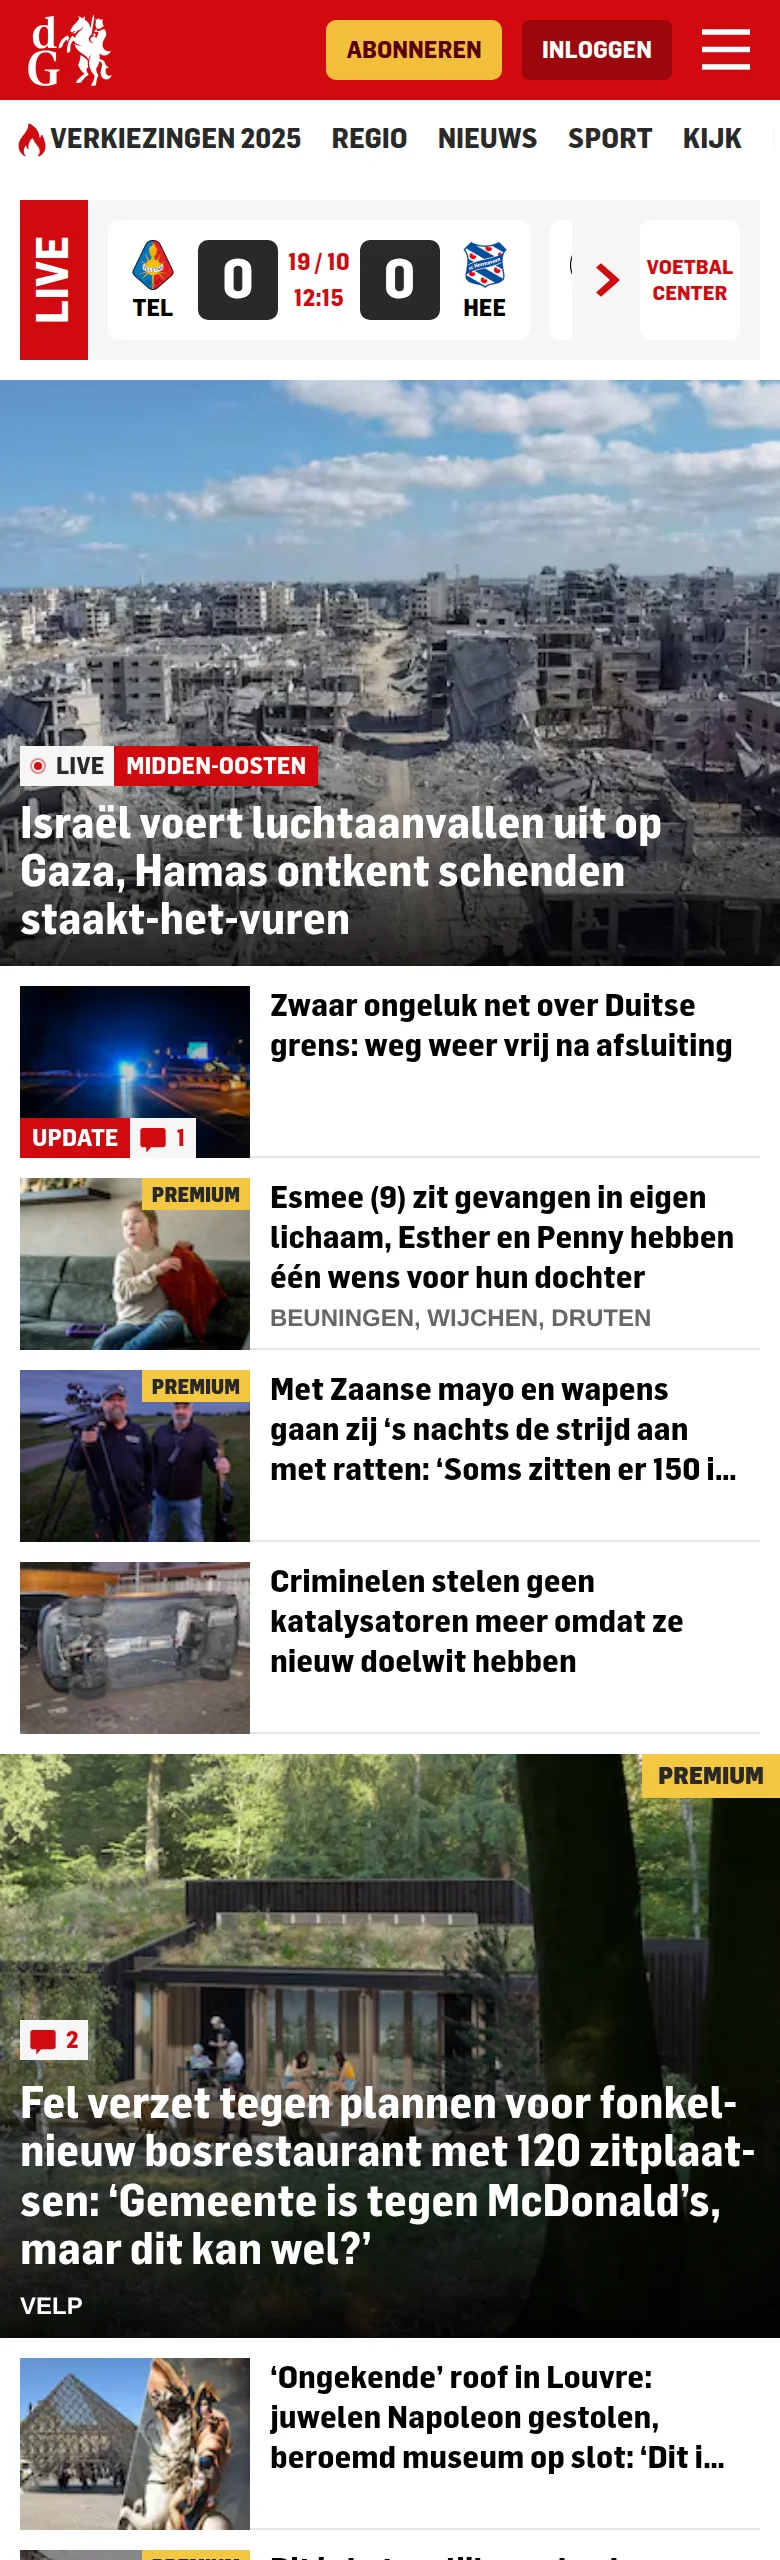 dG
ABONNEREN
INLOGGEN
VERKIEZINGEN 2025 REGIO NIEUWS SPORT KIJK
LIVE
TEL
0
19 / 10
12:15
0
HEE
VOETBAL
CENTER
LIVE MIDDEN-OOSTEN
Israël voert luchtaanvallen uit op
Gaza, Hamas ontkent schenden
staakt-het-vuren
UPDATE 1
Zwaar ongeluk net over Duitse
grens: weg weer vrij na afsluiting
PREMIUM
Esmee (9) zit gevangen in eigen
lichaam, Esther en Penny hebben
één wens voor hun dochter
BEUNINGEN, WIJCHEN, DRUTEN
PREMIUM
Met Zaanse mayo en wapens
gaan zij ‘s nachts de strijd aan
met ratten: ‘Soms zitten er 150 i...
Criminelen stelen geen
katalysatoren meer omdat ze
nieuw doelwit hebben
PREMIUM
2
Fel verzet tegen plannen voor fonkel-
nieuw bosrestaurant met 120 zitplaat-
sen: ‘Gemeente is tegen McDonald’s,
maar dit kan wel?’
VELP
‘Ongekende’ roof in Louvre:
juwelen Napoleon gestolen,
beroemd museum op slot: ‘Dit i...